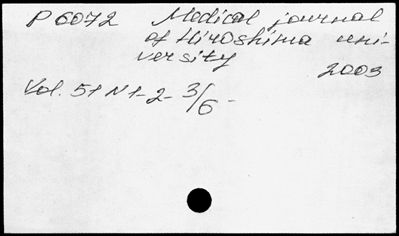 P 6072 Medical journal
of Hiroshima uni-
versity
2003
Vol. 51 N 1-2-3/6-